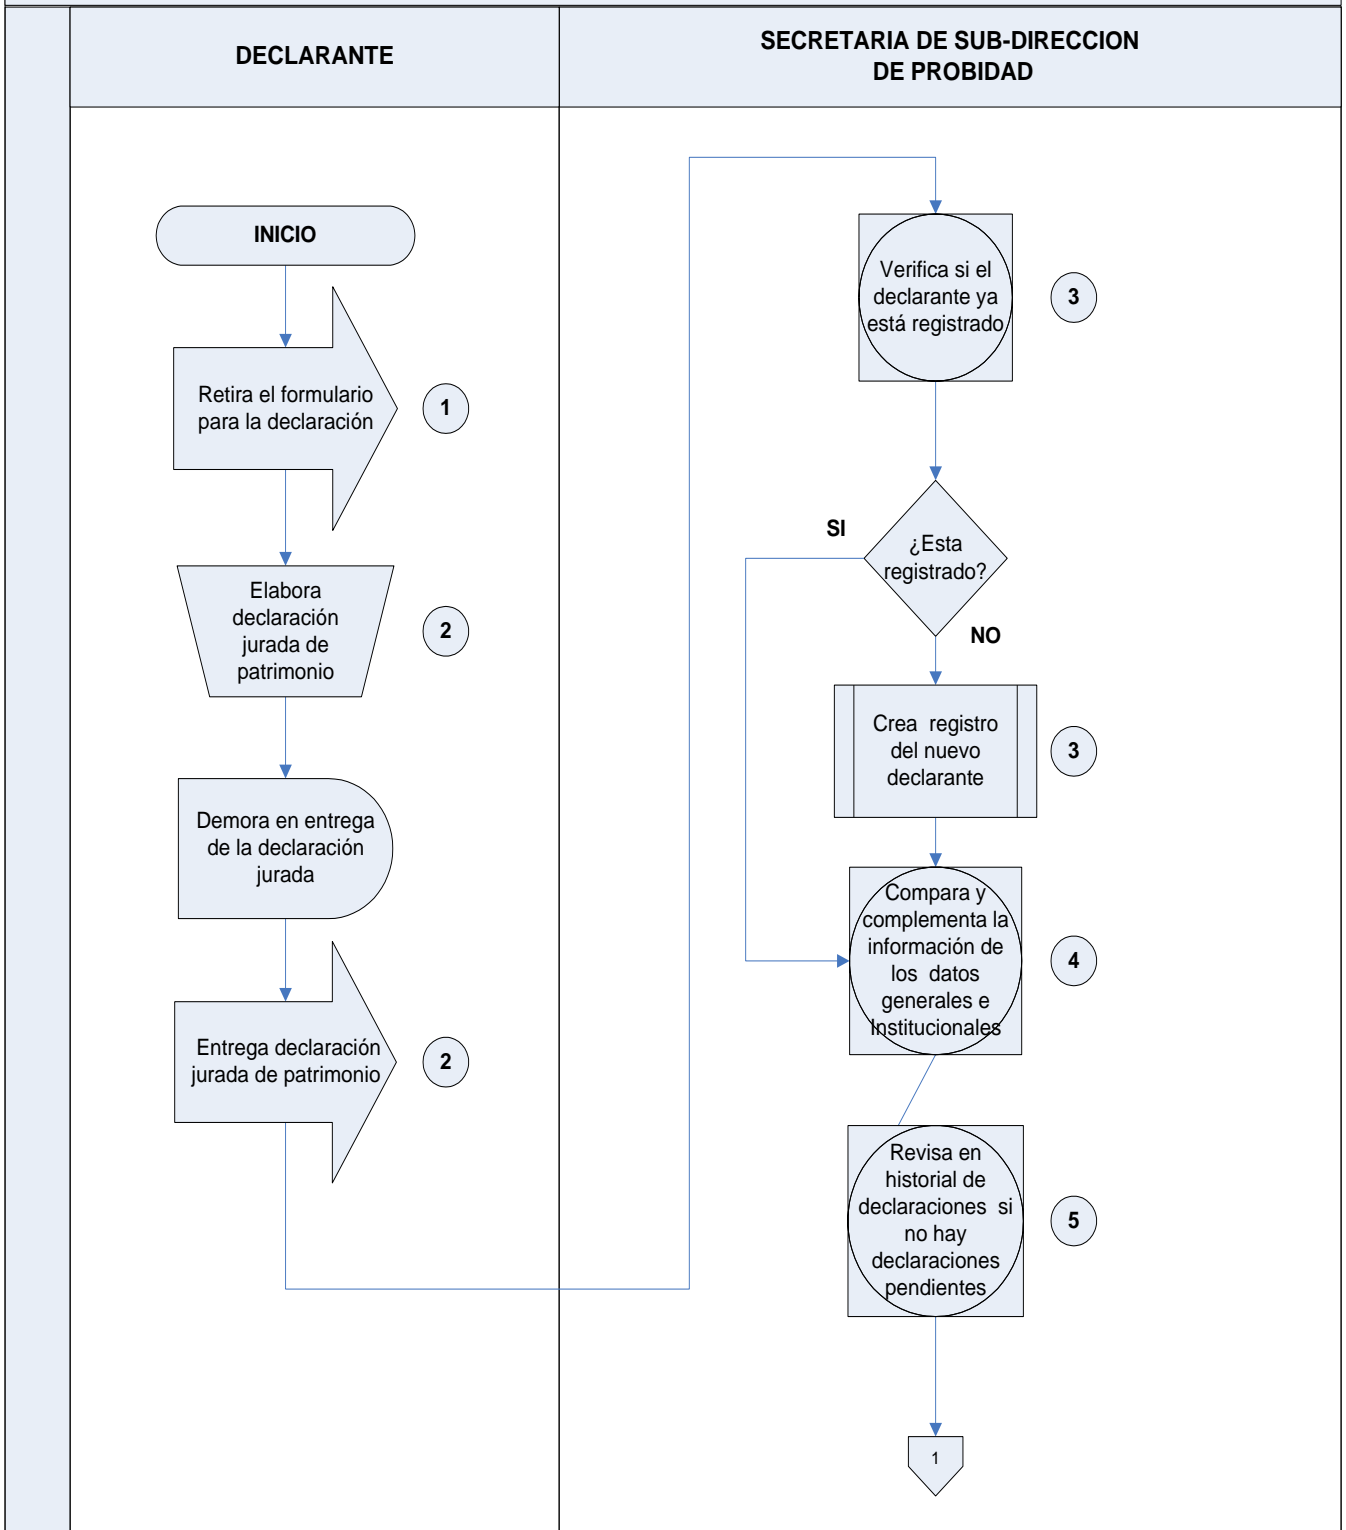 DECLARANTE
SECRETARIA DE SUB-DIRECCION
DE PROBIDAD
INICIO
Retira el formulario
para la declaración
1
Elabora
declaración
jurada de
patrimonio
2
Demora en entrega
de la declaración
jurada
Entrega declaración
jurada de patrimonio
2
Verifica si el
declarante ya
está registrado
3
¿Esta
registrado?
SI
NO
Crea registro
del nuevo
declarante
3
Compara y
complementa la
información de
los datos
generales e
Institucionales
4
Revisa en
historial de
declaraciones si
no hay
declaraciones
pendientes
5
1